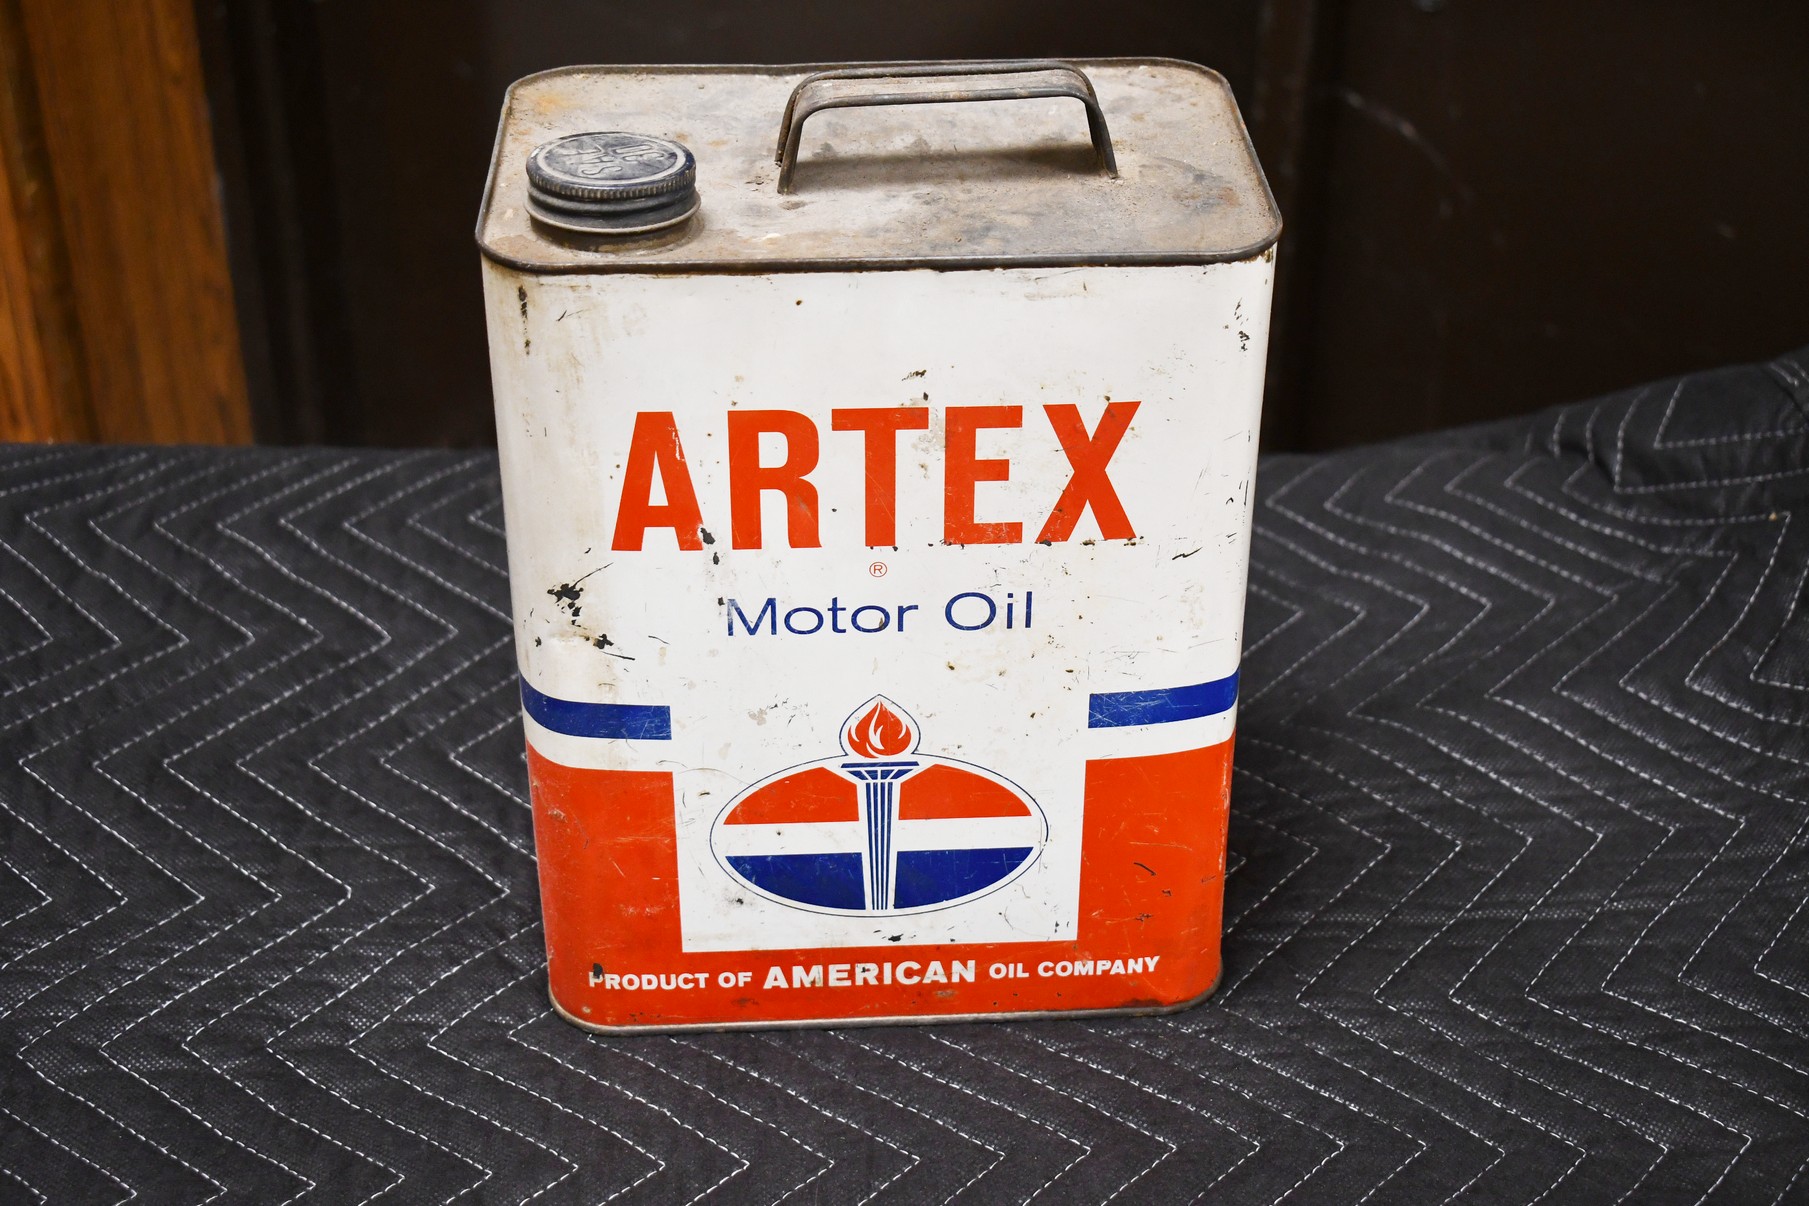 ARTEX
®
Motor Oil
PRODUCT OF AMERICAN OIL COMPANY